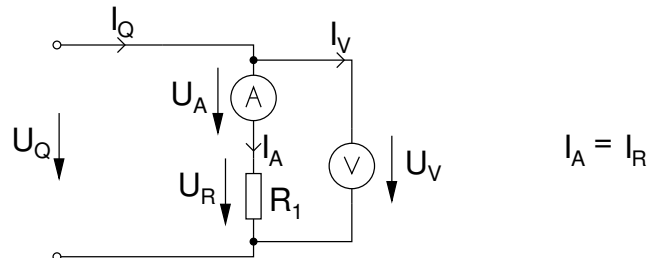 I_Q
I_V
U_A
A
U_Q
I_A
V
U_V
I_A = I_R
U_R
R_1